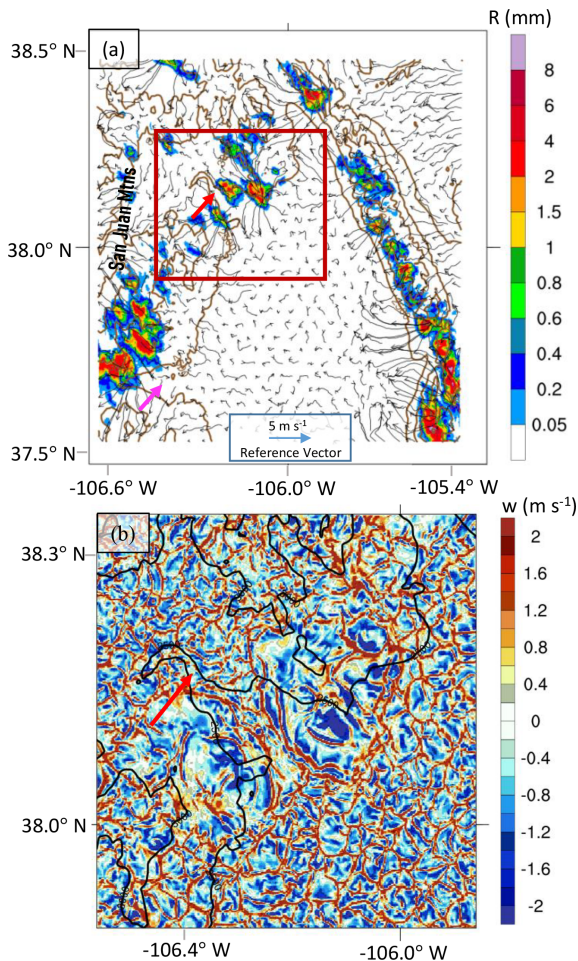 R (mm)
38.5° N
(a)
8
6
4
2
1.5
1
0.8
0.6
0.4
0.2
0.05
San Juan Mtns
38.0° N
37.5° N
5 m s⁻¹
Reference Vector
-106.6° W
-106.0° W
-105.4° W
w (m s⁻¹)
(b)
38.3° N
38.0° N
2
1.6
1.2
0.8
0.4
0
-0.4
-0.8
-1.2
-1.6
-2
-106.4° W
-106.0° W